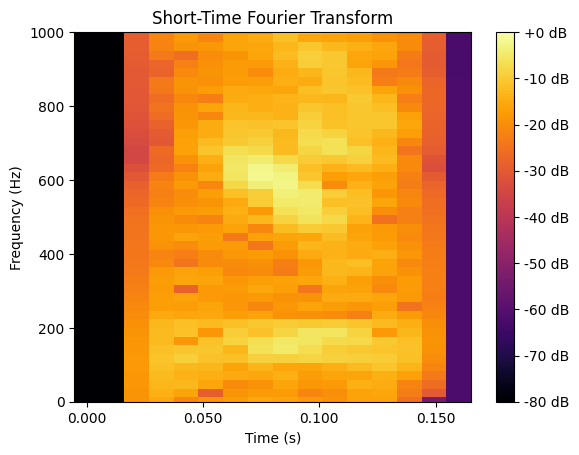 Short-Time Fourier Transform
Frequency (Hz)
1000
800
600
400
200
0
0.000
0.050
0.100
0.150
Time (s)
+0 dB
-10 dB
-20 dB
-30 dB
-40 dB
-50 dB
-60 dB
-70 dB
-80 dB